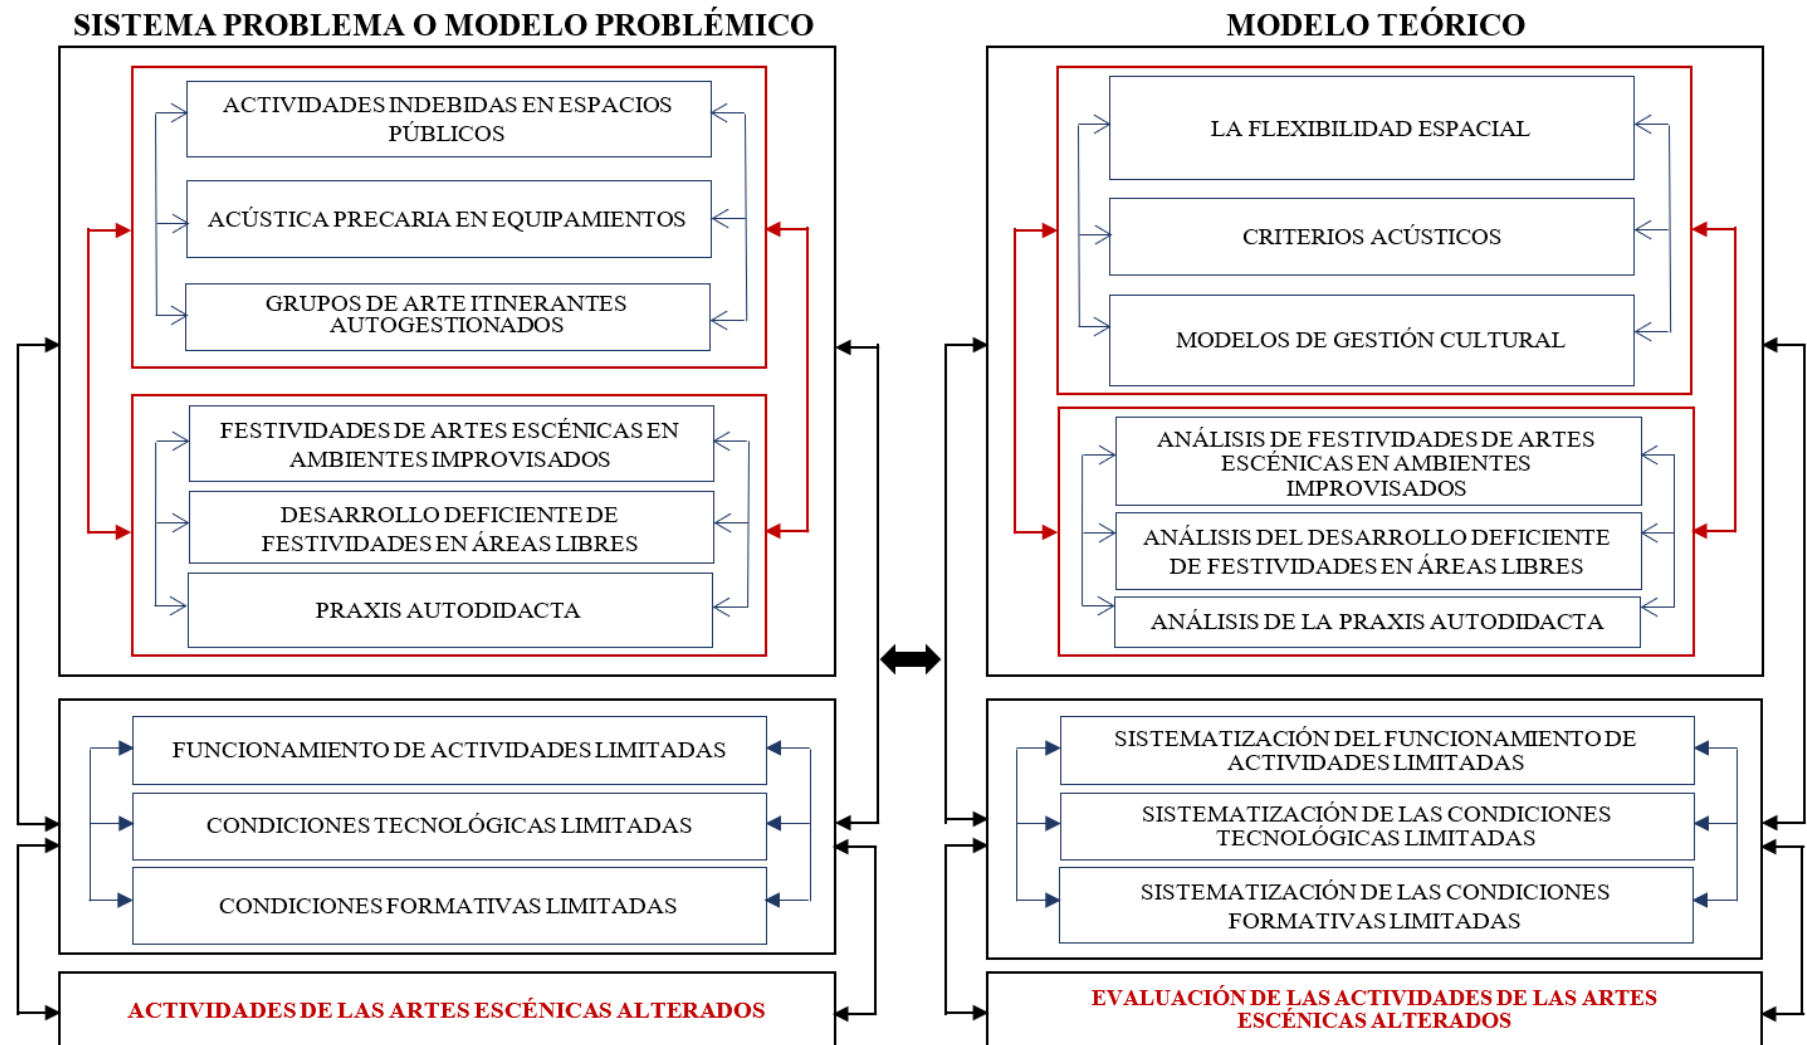 SISTEMA PROBLEMA O MODELO PROBLÉMICO
ACTIVIDADES INDEBIDAS EN ESPACIOS
PÚBLICOS
ACÚSTICA PRECARIA EN EQUIPAMIENTOS
GRUPOS DE ARTE ITINERANTES
AUTOGESTIONADOS
FESTIVIDADES DE ARTES ESCÉNICAS EN
AMBIENTES IMPROVISADOS
DESARROLLO DEFICIENTE DE
FESTIVIDADES EN ÁREAS LIBRES
PRAXIS AUTODIDACTA
FUNCIONAMIENTO DE ACTIVIDADES LIMITADAS
CONDICIONES TECNOLÓGICAS LIMITADAS
CONDICIONES FORMATIVAS LIMITADAS
ACTIVIDADES DE LAS ARTES ESCÉNICAS ALTERADOS
MODELO TEÓRICO
LA FLEXIBILIDAD ESPACIAL
CRITERIOS ACÚSTICOS
MODELOS DE GESTIÓN CULTURAL
ANÁLISIS DE FESTIVIDADES DE ARTES
ESCÉNICAS EN AMBIENTES
IMPROVISADOS
ANÁLISIS DEL DESARROLLO DEFICIENTE
DE FESTIVIDADES EN ÁREAS LIBRES
ANÁLISIS DE LA PRAXIS AUTODIDACTA
SISTEMATIZACIÓN DEL FUNCIONAMIENTO DE
ACTIVIDADES LIMITADAS
SISTEMATIZACIÓN DE LAS CONDICIONES
TECNOLÓGICAS LIMITADAS
SISTEMATIZACIÓN DE LAS CONDICIONES
FORMATIVAS LIMITADAS
EVALUACIÓN DE LAS ACTIVIDADES DE LAS ARTES
ESCÉNICAS ALTERADOS